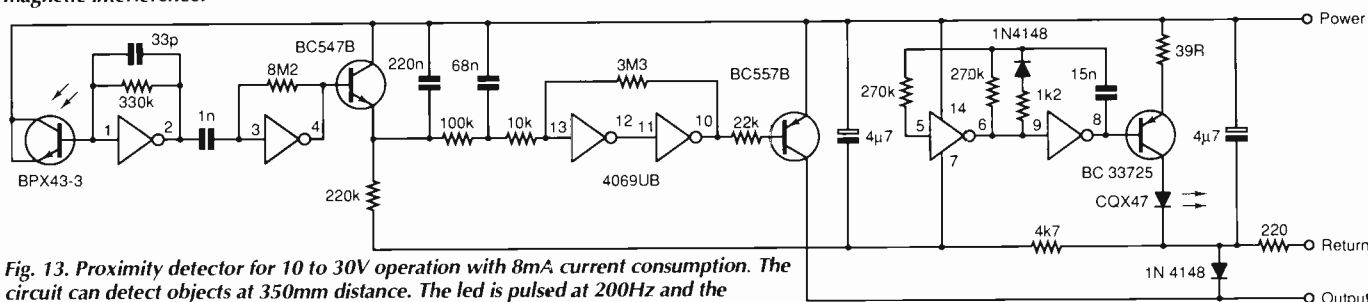 magnetic interference.
Power
33p
330k
1n
8M2
BC547B
220n
68n
3M3
BC557B
1N4148
39R
270k
270k
1k2
15n
1
2
3
4
100k
10k
13
12
11
10
22k
4μ7
5
14
6
9
8
4μ7
7
BPX43-3
220k
4069UB
BC 33725
CQX47
4k7
220
Return
1N 4148
Output
Fig. 13. Proximity detector for 10 to 30V operation with 8mA current consumption. The
circuit can detect objects at 350mm distance. The led is pulsed at 200Hz and the